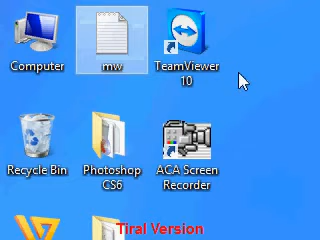 Computer
mw
TeamViewer
10
Recycle Bin
Photoshop
CS6
ACA Screen
Recorder
Tiral Version